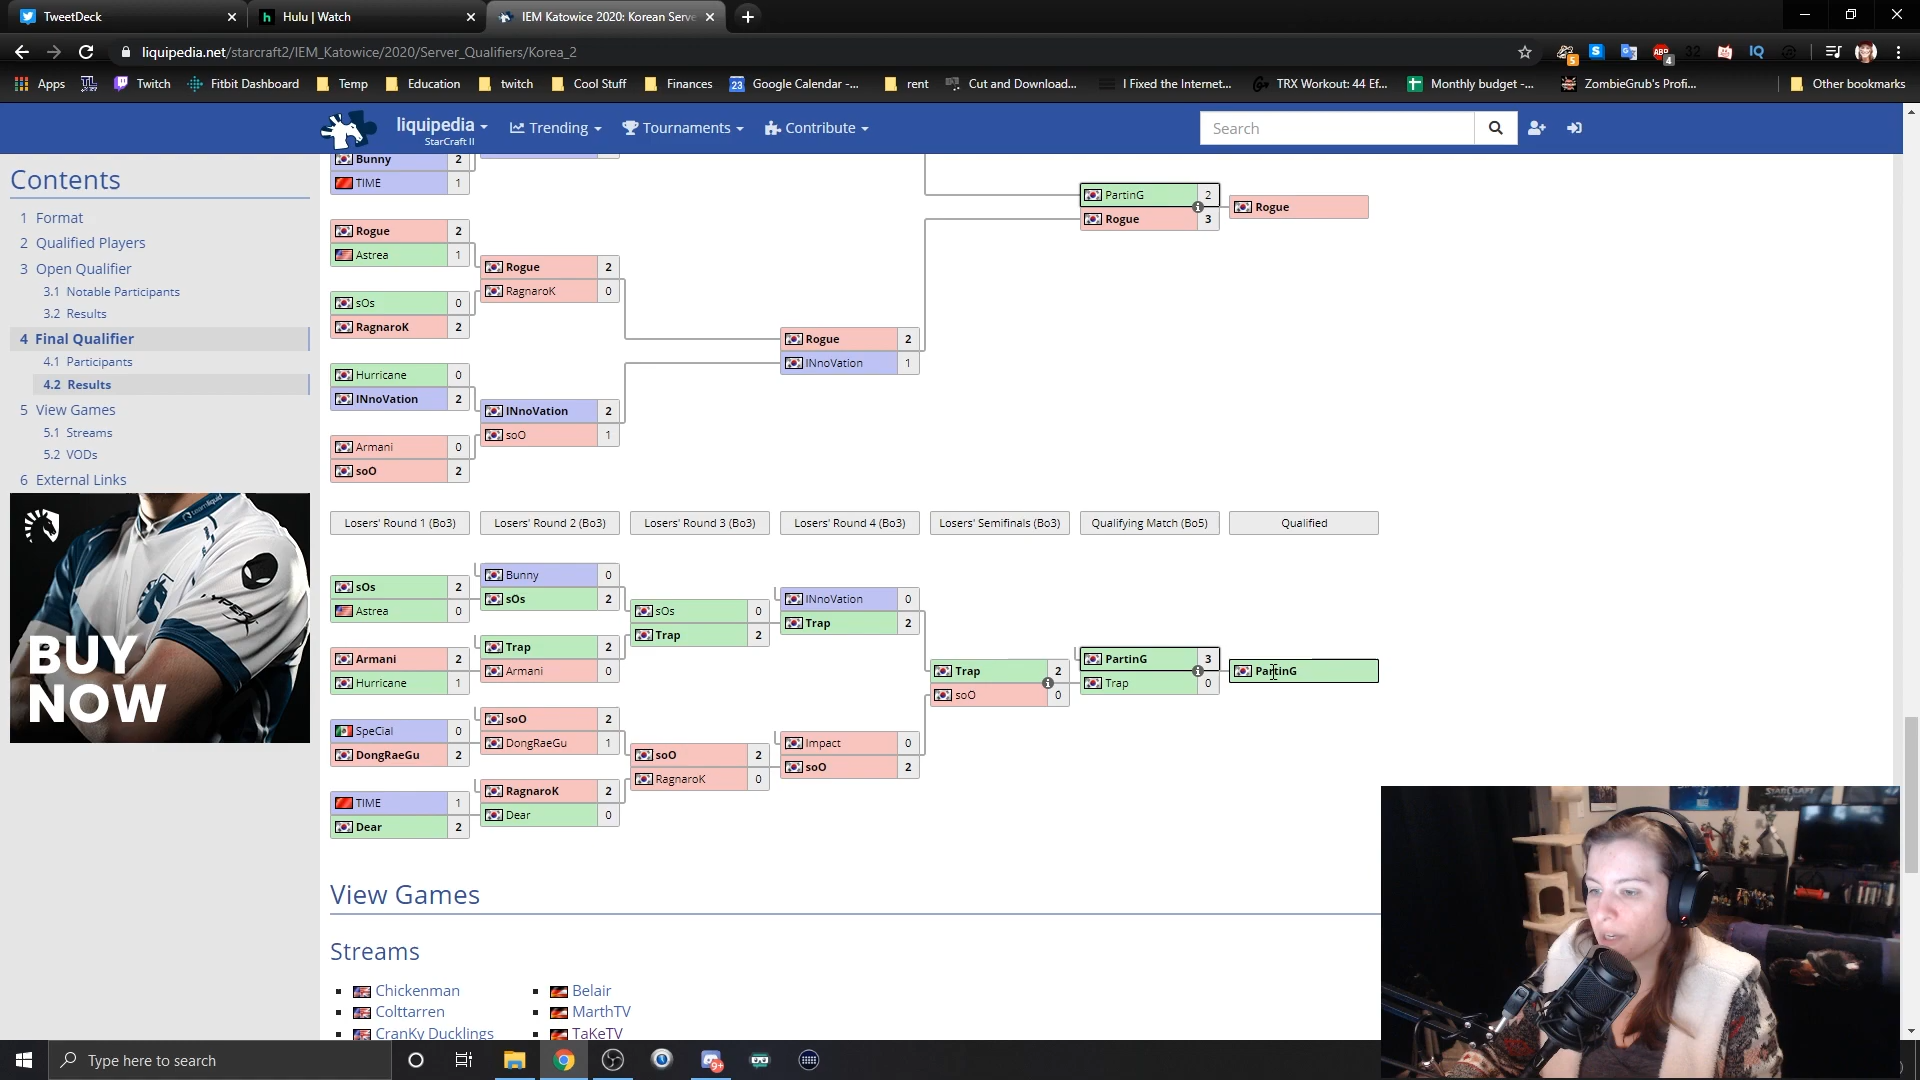 TweetDeck
Hulu | Watch
IEM Katowice 2020: Korean Serve
liquipedia.net/starcraft2/IEM_Katowice/2020/Server_Qualifiers/Korea_2
Apps
Twitch
Fitbit Dashboard
Temp
Education
twitch
Cool Stuff
Finances
Google Calendar -...
rent
Cut and Download...
I Fixed the Internet...
TRX Workout: 44 Ef...
Monthly budget -...
ZombieGrub's Profi...
Other bookmarks
liquipedia
StarCraft II
Trending
Tournaments
Contribute
Search
Contents
1 Format
2 Qualified Players
3 Open Qualifier
3.1 Notable Participants
3.2 Results
4 Final Qualifier
4.1 Participants
4.2 Results
5 View Games
5.1 Streams
5.2 VODs
6 External Links
BUY
NOW
Bunny 2
TIME 1
Rogue 2
Astrea 1
sOs 0
RagnaroK 2
Hurricane 0
INnoVation 2
Armani 0
soO 2
Rogue 2
RagnaroK 0
INnoVation 2
soO 1
Rogue 2
INnoVation 1
PartinG 2
Rogue 3
Rogue
Losers' Round 1 (Bo3)
Losers' Round 2 (Bo3)
Losers' Round 3 (Bo3)
Losers' Round 4 (Bo3)
Losers' Semifinals (Bo3)
Qualifying Match (Bo5)
Qualified
sOs 2
Astrea 0
Armani 2
Hurricane 1
SpeCial 0
DongRaeGu 2
TIME 1
Dear 2
Bunny 0
sOs 2
Trap 2
Armani 0
soO 2
DongRaeGu 1
RagnaroK 2
Dear 0
sOs 0
Trap 2
soO 2
RagnaroK 0
INnoVation 0
Trap 2
Impact 0
soO 2
Trap 2
soO 0
PartinG 3
Trap 0
PartinG
View Games
Streams
Chickenman
Colttarren
CranKy Ducklings
Belair
MarthTV
TaKeTV
Type here to search